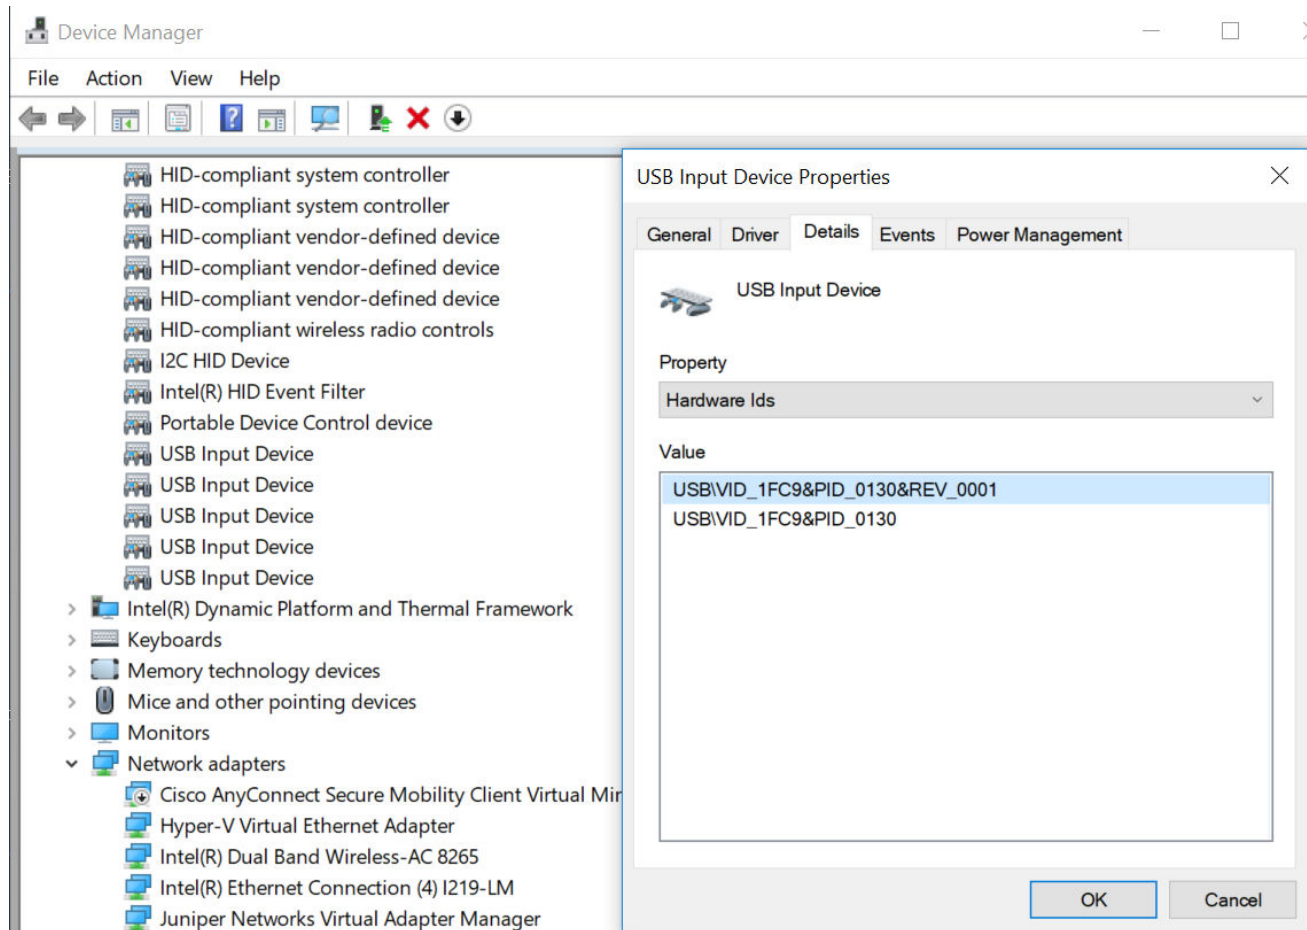 Device Manager
File Action View Help
HID-compliant system controller
HID-compliant system controller
HID-compliant vendor-defined device
HID-compliant vendor-defined device
HID-compliant vendor-defined device
HID-compliant wireless radio controls
I2C HID Device
Intel(R) HID Event Filter
Portable Device Control device
USB Input Device
USB Input Device
USB Input Device
USB Input Device
USB Input Device
Intel(R) Dynamic Platform and Thermal Framework
Keyboards
Memory technology devices
Mice and other pointing devices
Monitors
Network adapters
Cisco AnyConnect Secure Mobility Client Virtual Mir
Hyper-V Virtual Ethernet Adapter
Intel(R) Dual Band Wireless-AC 8265
Intel(R) Ethernet Connection (4) I219-LM
Juniper Networks Virtual Adapter Manager
USB Input Device Properties
General Driver Details Events Power Management
USB Input Device
Property
Hardware Ids
Value
USB\VID_1FC9&PID_0130&REV_0001
USB\VID_1FC9&PID_0130
OK Cancel